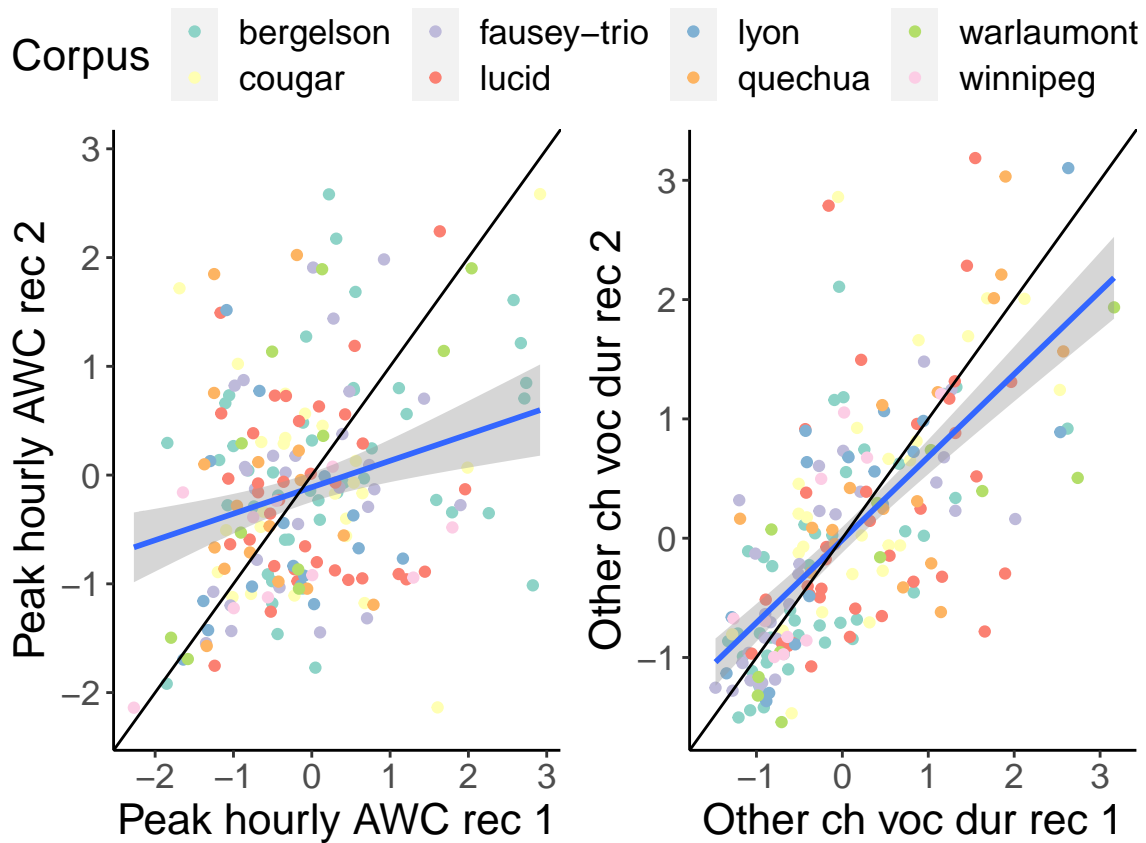 Corpus
bergelson
fausey−trio
lyon
warlaumont
cougar
lucid
quechua
winnipeg
Peak hourly AWC rec 2
3
2
1
0
−1
−2
−2
−1
0
1
2
3
Peak hourly AWC rec 1
Other ch voc dur rec 2
3
2
1
0
−1
−1
0
1
2
3
Other ch voc dur rec 1